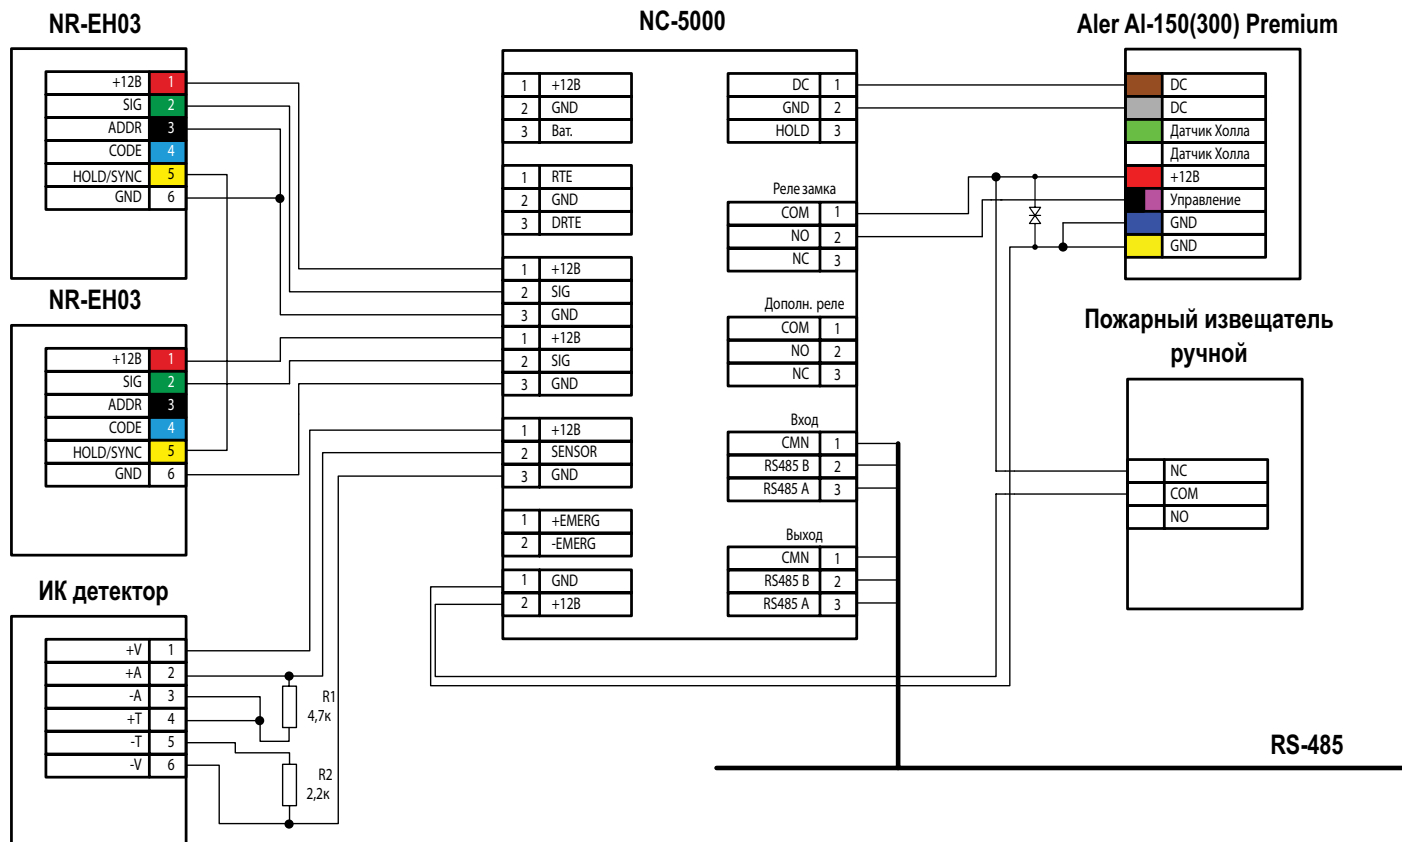 NR-EH03
+12В 1
SIG 2
ADDR 3
CODE 4
HOLD/SYNC 5
GND 6
NR-EH03
+12В 1
SIG 2
ADDR 3
CODE 4
HOLD/SYNC 5
GND 6
ИК детектор
+V 1
+A 2
-A 3
+T 4
-T 5
-V 6
R1
4,7к
R2
2,2к
NC-5000
1 +12В
2 GND
3 Bat.
1 RTE
2 GND
3 DRTE
1 +12В
2 SIG
3 GND
1 +12В
2 SIG
3 GND
1 +12В
2 SENSOR
3 GND
1 +EMERG
2 -EMERG
1 GND
2 +12В
DC 1
GND 2
HOLD 3
Реле замка
COM 1
NO 2
NC 3
Дополн. реле
COM 1
NO 2
NC 3
Вход
CMN 1
RS485 B 2
RS485 A 3
Выход
CMN 1
RS485 B 2
RS485 A 3
Aler Al-150(300) Premium
DC
DC
Датчик Холла
Датчик Холла
+12В
Управление
GND
GND
Пожарный извещатель
ручной
NC
COM
NO
RS-485